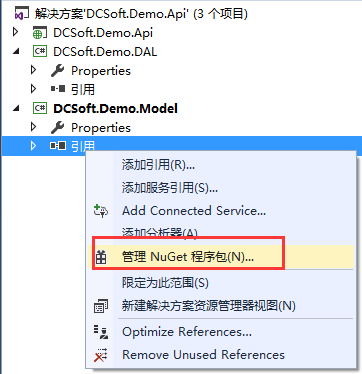 解决方案'DCSoft.Demo.Api' (3 个项目)
DCSoft.Demo.Api
DCSoft.Demo.DAL
Properties
引用
DCSoft.Demo.Model
Properties
引用
添加引用(R)...
添加服务引用(S)...
Add Connected Service...
添加分析器(A)...
管理 NuGet 程序包(N)...
限定为此范围(S)
新建解决方案资源管理器视图(N)
Optimize References...
Remove Unused References